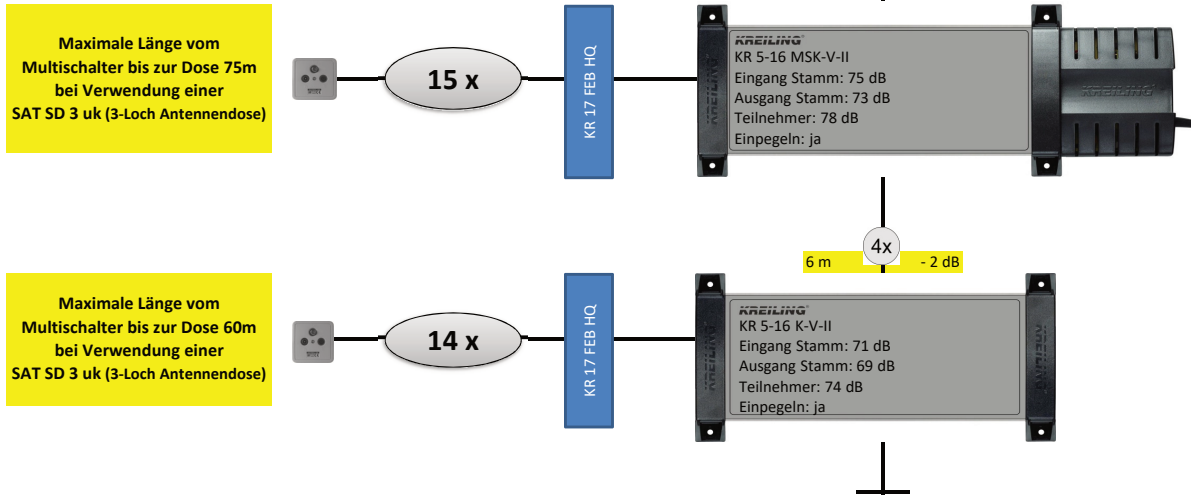 Maximale Länge vom
Multischalter bis zur Dose 75m
bei Verwendung einer
SAT SD 3 uk (3-Loch Antennendose)
15 x
KR 17 FEB HQ
KREILING
KREILING®
KR 5-16 MSK-V-II
Eingang Stamm: 75 dB
Ausgang Stamm: 73 dB
Teilnehmer: 78 dB
Einpegeln: ja
KREILING
4x
6 m - 2 dB
Maximale Länge vom
Multischalter bis zur Dose 60m
bei Verwendung einer
SAT SD 3 uk (3-Loch Antennendose)
14 x
KR 17 FEB HQ
KREILING
KREILING®
KR 5-16 K-V-II
Eingang Stamm: 71 dB
Ausgang Stamm: 69 dB
Teilnehmer: 74 dB
Einpegeln: ja
KREILING